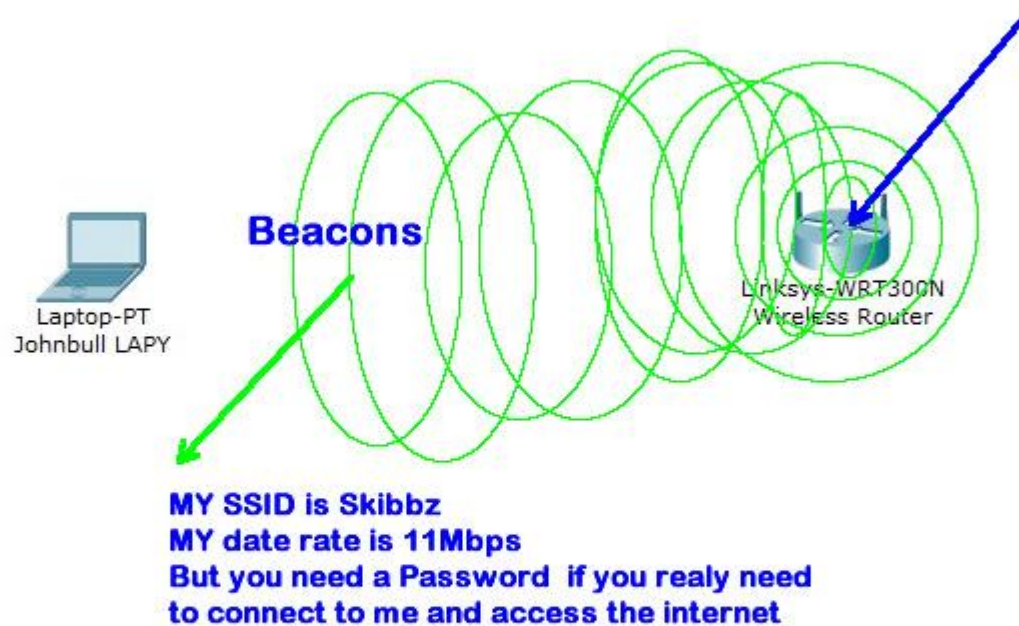 Beacons
Laptop-PT
Johnbull LAPY
Linksys-WRT300N
Wireless Router
MY SSID is Skibbz
MY date rate is 11Mbps
But you need a Password if you realy need
to connect to me and access the internet